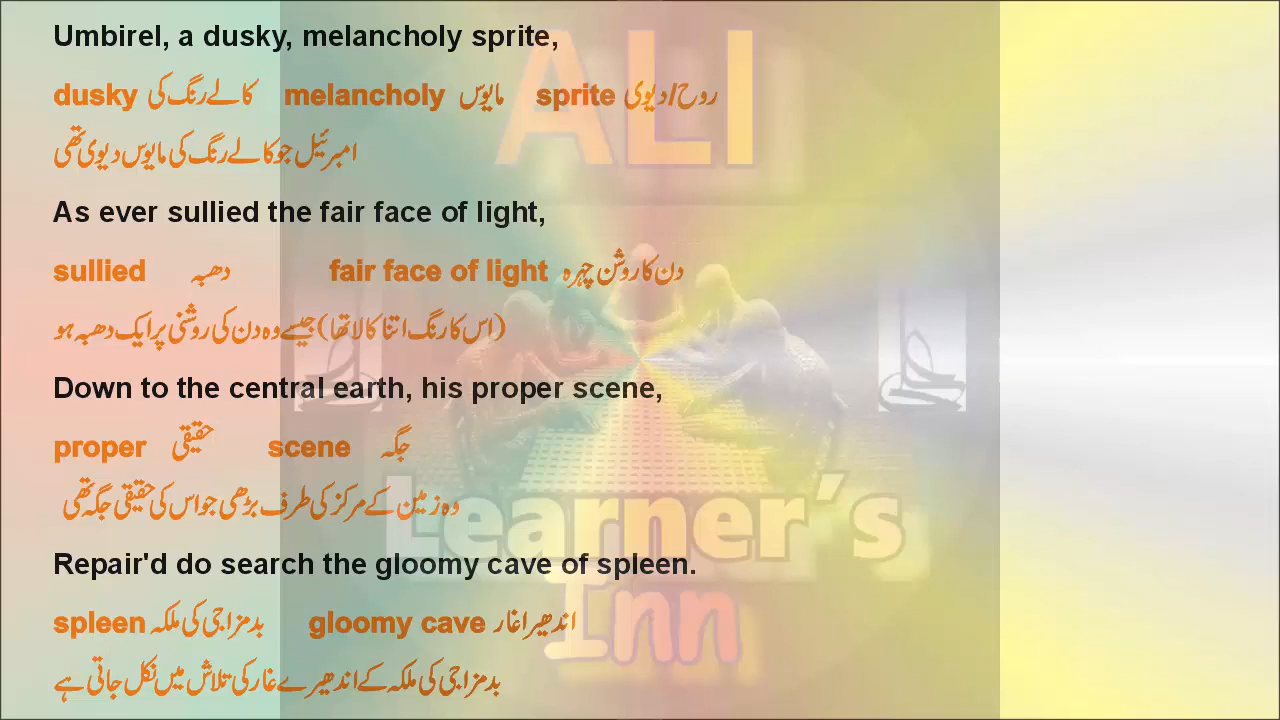 Umbirel, a dusky, melancholy sprite,
dusky کالے رنگ کی melancholy مایوس sprite روح/دیوی
امبرئیل جو کالے رنگ کی مایوس دیوی تھی
As ever sullied the fair face of light,
sullied دھبہ fair face of light دن کا روشن چہرہ
(اس کا رنگ اتنا کالا تھا) جیسے وہ دن کی روشنی پر ایک دھبہ ہو
Down to the central earth, his proper scene,
proper حقیقی scene جگہ
وہ زمین کے مرکز کی طرف بڑھی جو اس کی حقیقی جگہ تھی
Repair'd do search the gloomy cave of spleen.
spleen بدمزاجی کی ملکہ gloomy cave اندھیرا غار
بدمزاجی کی ملکہ کے اندھیرے غار کی تلاش میں نکل جاتی ہے
ALI
Learner's
Inn